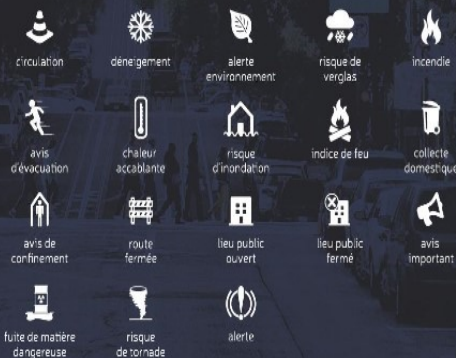 circulation
déneigement
alerte
environnement
risque de
verglas
incendie
avis
d'évacuation
chaleur
accablante
risque
d'inondation
indice de feu
collecte
domestique
avis de
confinement
route
fermée
lieu public
ouvert
lieu public
fermé
avis
important
fuite de matière
dangereuse
risque
de tornade
alerte